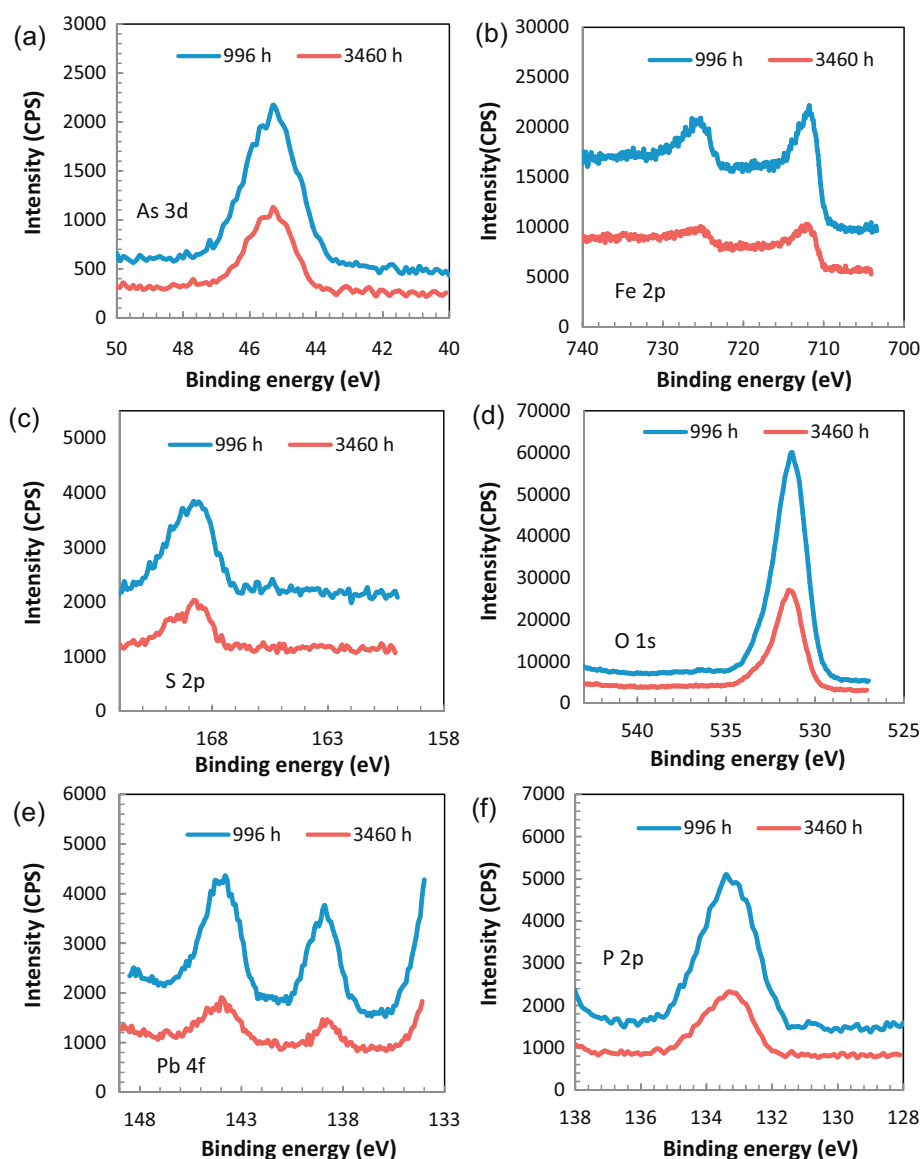 (a)
3000
2500
2000
1500
1000
500
0
996 h 3460 h
As 3d
Intensity (CPS)
50 48 46 44 42 40
Binding energy (eV)
(b)
30000
25000
20000
15000
10000
5000
0
996 h 3460 h
Fe 2p
Intensity(CPS)
740 730 720 710 700
Binding energy (eV)
(c)
5000
4000
3000
2000
1000
0
996 h 3460 h
S 2p
Intensity (CPS)
168 163 158
Binding energy (eV)
(d)
70000
60000
50000
40000
30000
20000
10000
0
996 h 3460 h
O 1s
Intensity(CPS)
540 535 530 525
Binding energy (eV)
(e)
6000
5000
4000
3000
2000
1000
0
996 h 3460 h
Pb 4f
Intensity (CPS)
148 143 138 133
Binding energy (eV)
(f)
7000
6000
5000
4000
3000
2000
1000
0
996 h 3460 h
P 2p
Intensity (CPS)
138 136 134 132 130 128
Binding energy (eV)